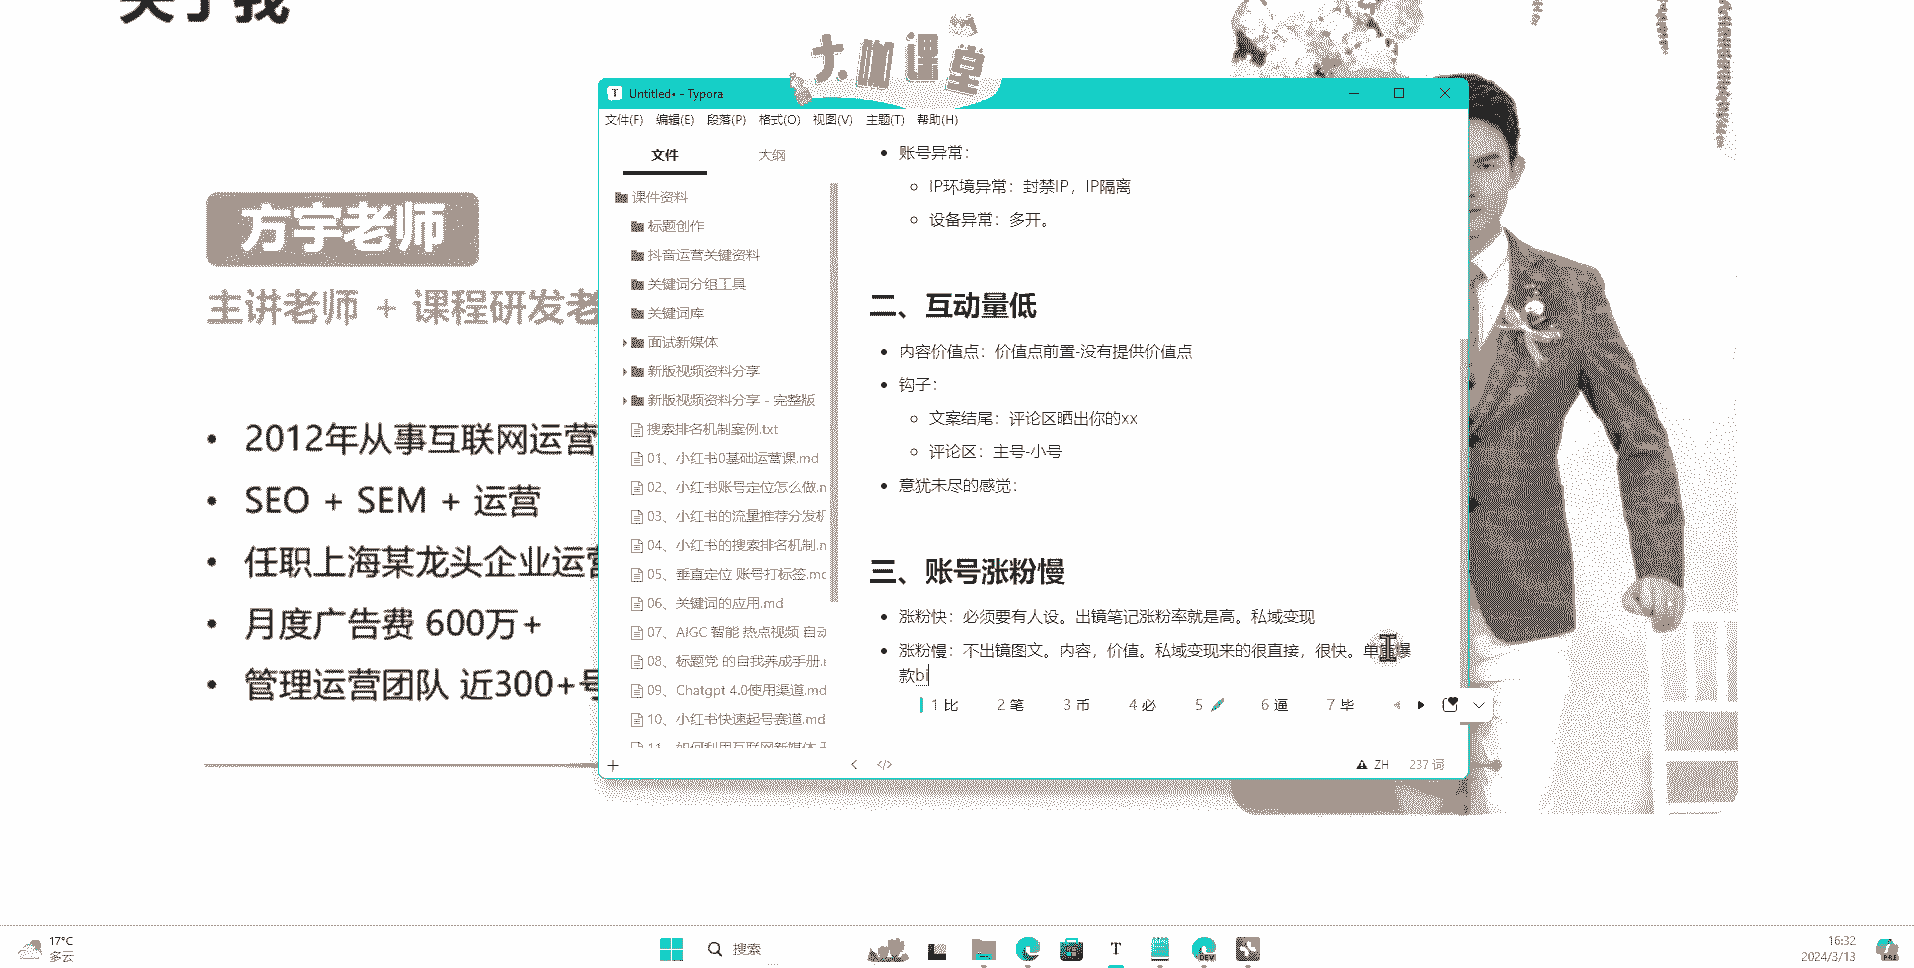 关于我
大咖课堂
方宇老师
主讲老师 + 课程研发老
2012年从事互联网运营
SEO + SEM + 运营
任职上海某龙头企业运营
月度广告费 600万+
管理运营团队 近300+号
Untitled• - Typora
文件(F) 编辑(E) 段落(P) 格式(O) 视图(V) 主题(T) 帮助(H)
文件 大纲
课件资料
标题创作
抖音运营关键资料
关键词分组工具
关键词库
面试新媒体
新版视频资料分享
新版视频资料分享 - 完整版
搜索排名机制案例.txt
01、小红书0基础运营课.md
02、小红书账号定位怎么做.n
03、小红书的流量推荐分发机
04、小红书的搜索排名机制.n
05、垂直定位 账号打标签.mc
06、关键词的应用.md
07、AIGC 智能 热点视频 自动
08、标题党 的自我养成手册.
09、Chatgpt 4.0使用渠道.md
10、小红书快速起号赛道.md
11、如何利用互联网新媒体
账号异常：
IP环境异常：封禁IP，IP隔离
设备异常：多开。
二、互动量低
内容价值点：价值点前置-没有提供价值点
钩子：
文案结尾：评论区晒出你的xx
评论区：主号-小号
意犹未尽的感觉：
三、账号涨粉慢
涨粉快：必须要有人设。出镜笔记涨粉率就是高。私域变现
涨粉慢：不出镜图文。内容，价值。私域变现来的很直接，很快。单篇爆
款bi
1 比 2 笔 3 币 4 必 5 6 逼 7 毕
ZH 237 词
17°C
多云
搜索
DEV
16:32
2024/3/13
PRE